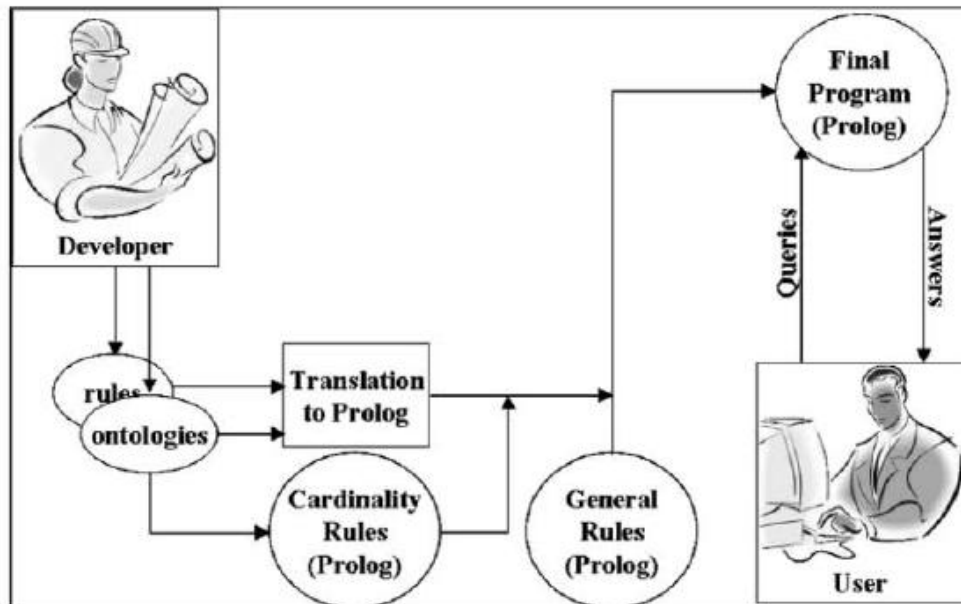 Final
Program
(Prolog)
Developer
Queries
Answers
rules
ontologies
Translation
to Prolog
Cardinality
Rules
(Prolog)
General
Rules
(Prolog)
User